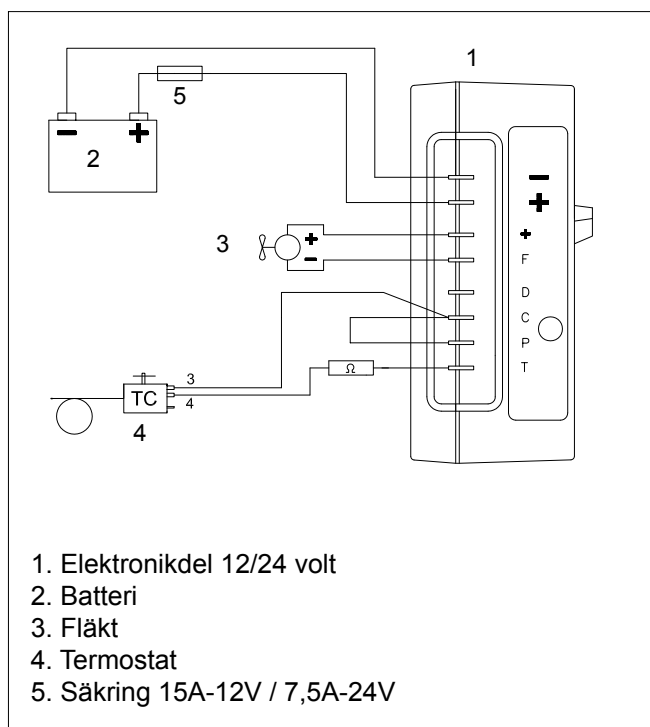 1
5
2
3
−
+
+
F
D
C
P
T
+
−
Ω
3
4
TC
4
1. Elektronikdel 12/24 volt
2. Batteri
3. Fläkt
4. Termostat
5. Säkring 15A-12V / 7,5A-24V